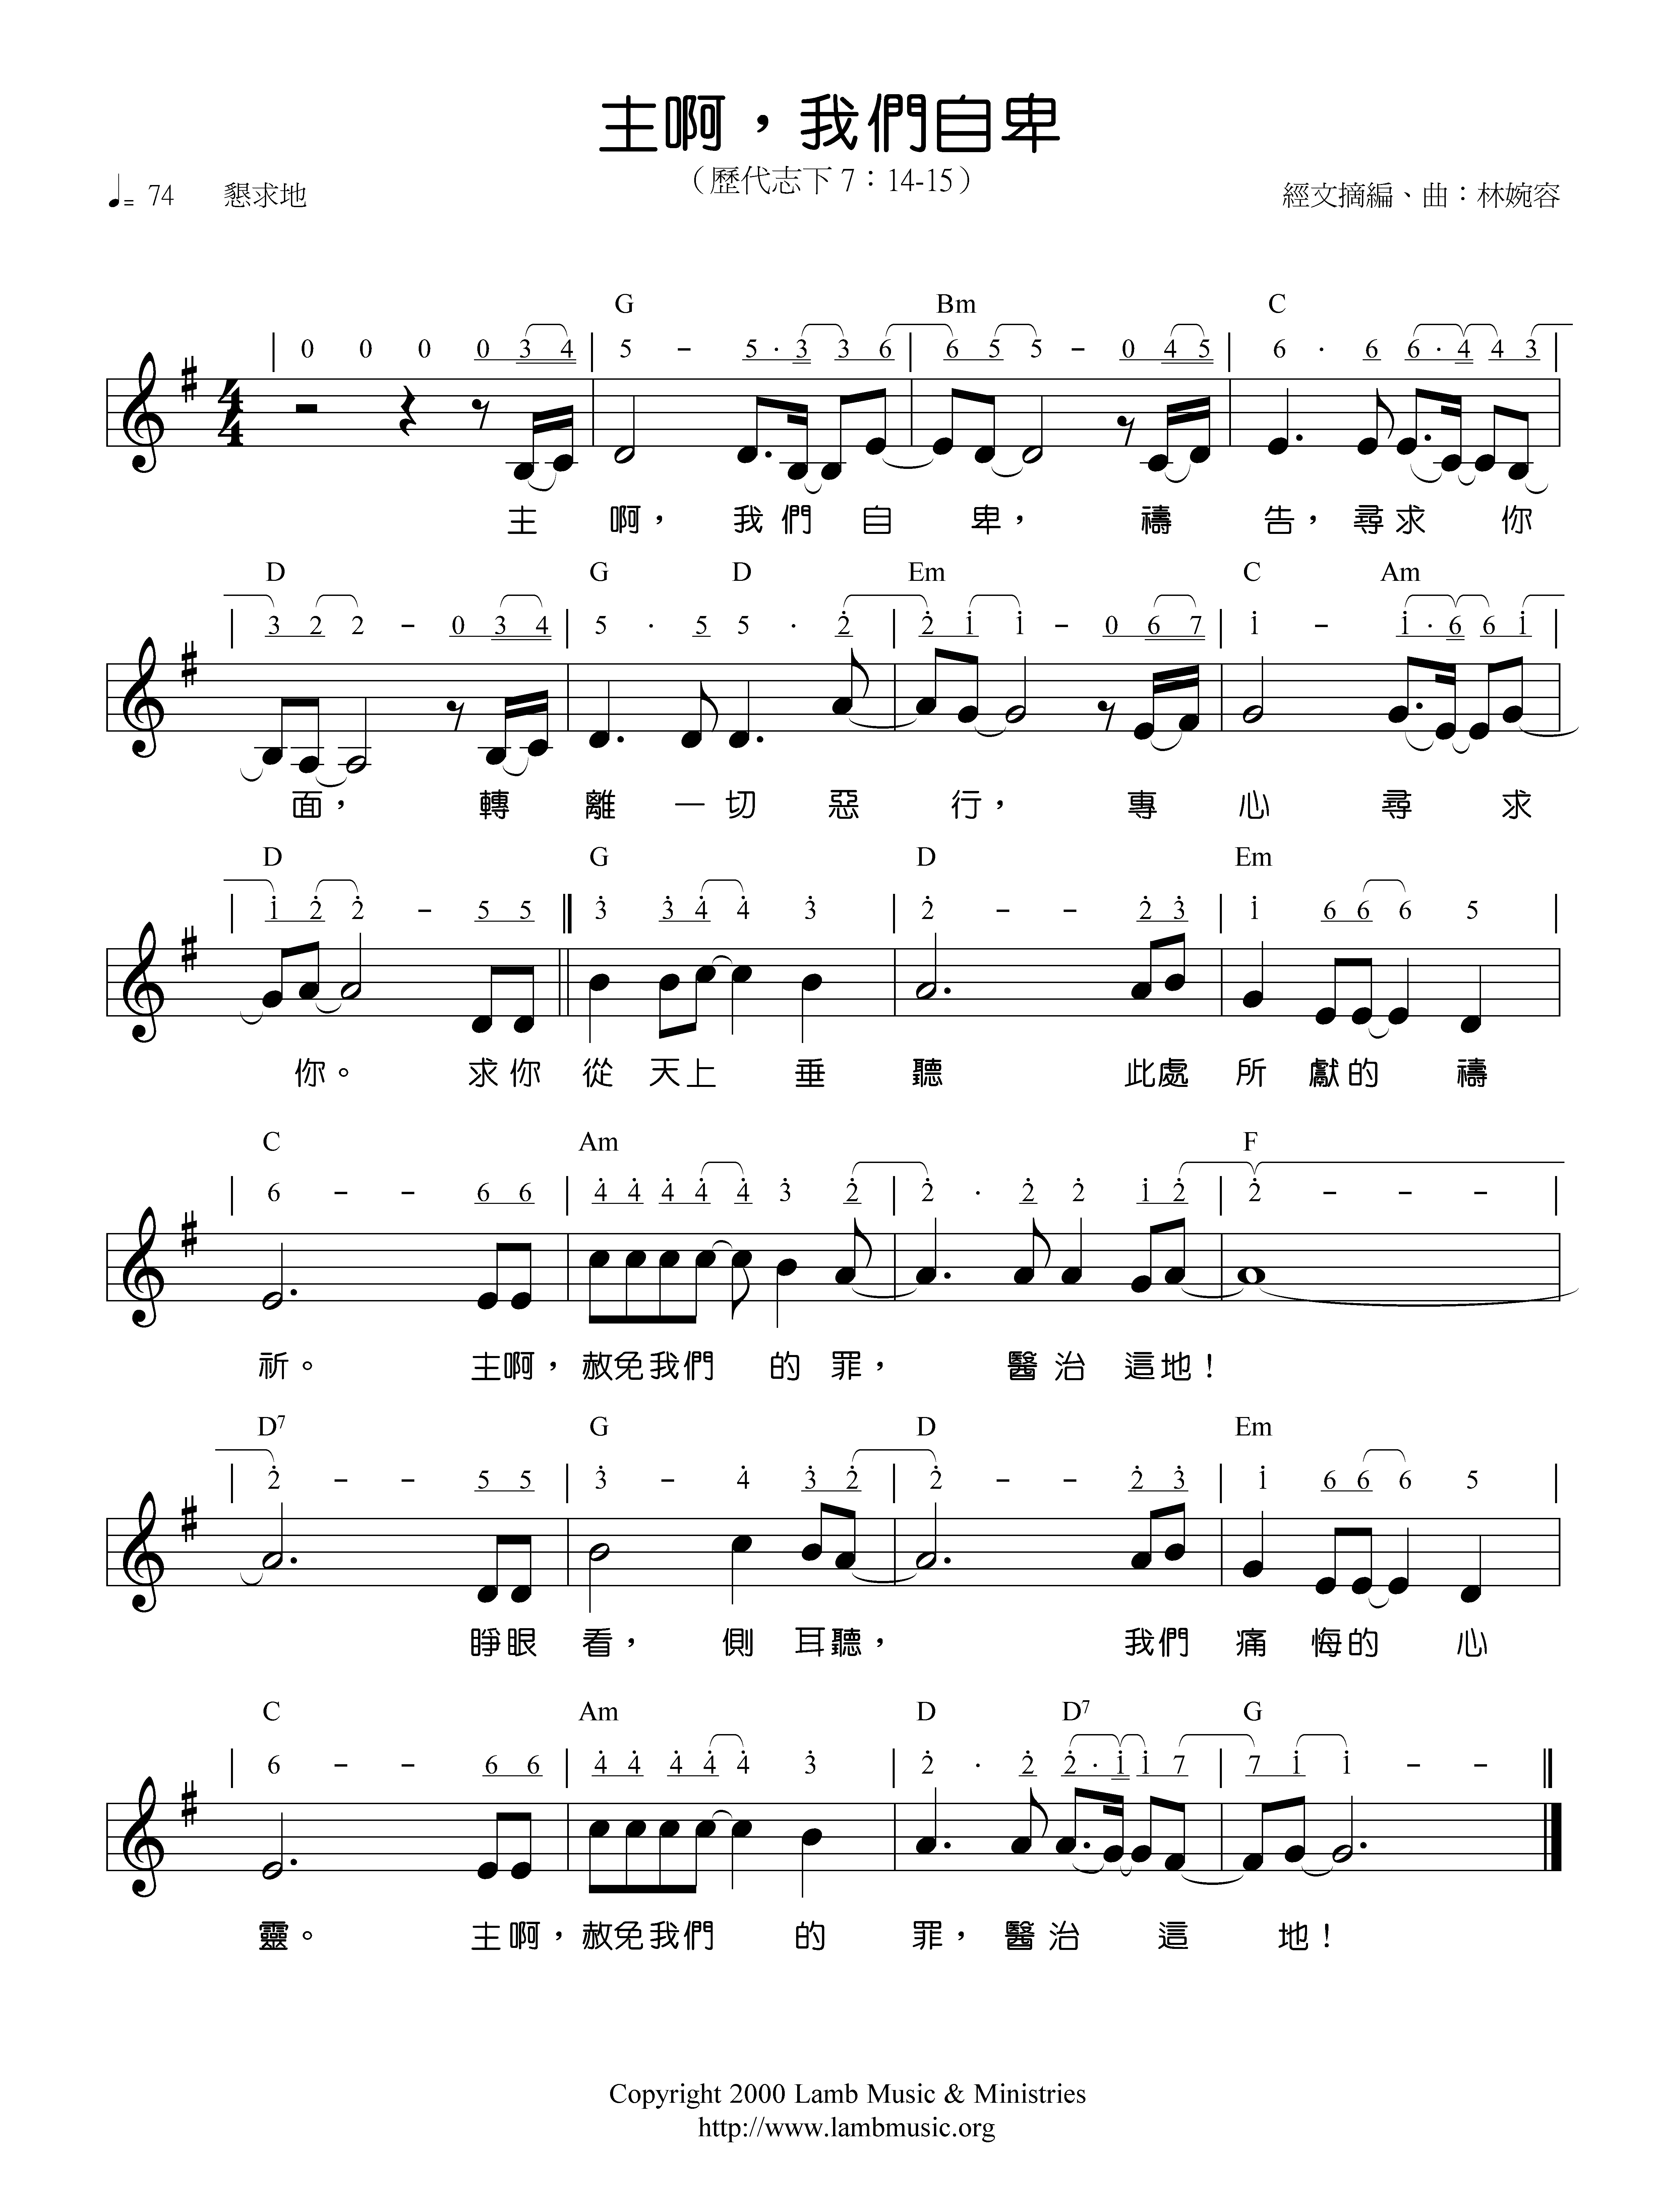 主啊，我們自卑
（歷代志下 7：14-15）
♩= 74 懇求地
經文摘編、曲：林婉容
G Bm C
0 0 0 0 3 4 5 - 5 · 3 3 6 6 5 5 - 0 4 5 6 · 6 6 · 4 4 3
主 啊， 我 們 自 卑， 禱 告， 尋 求 你
D G D Em C Am
3 2 2 - 0 3 4 5 · 5 5 · 2 2 1 1 - 0 6 7 1 - 1 · 6 6 1
面， 轉 離 一 切 惡 行， 專 心 尋 求
D G D Em
1 2 2 - 5 5 3 3 4 4 3 2 - - 2 3 1 6 6 6 5
你。 求 你 從 天 上 垂 聽 此 處 所 獻 的 禱
C Am F
6 - - 6 6 4 4 4 4 4 3 2 2 · 2 2 1 2 2 - - -
祈。 主 啊， 赦 免 我 們 的 罪， 醫 治 這 地！
D7 G D Em
2 - - 5 5 3 - 4 3 2 2 - - 2 3 1 6 6 6 5
睜 眼 看， 側 耳 聽， 我 們 痛 悔 的 心
C Am D D7 G
6 - - 6 6 4 4 4 4 4 3 2 · 2 2 · 1 1 7 7 1 1 - -
靈。 主 啊， 赦 免 我 們 的 罪， 醫 治 這 地！
Copyright 2000 Lamb Music & Ministries
http://www.lambmusic.org